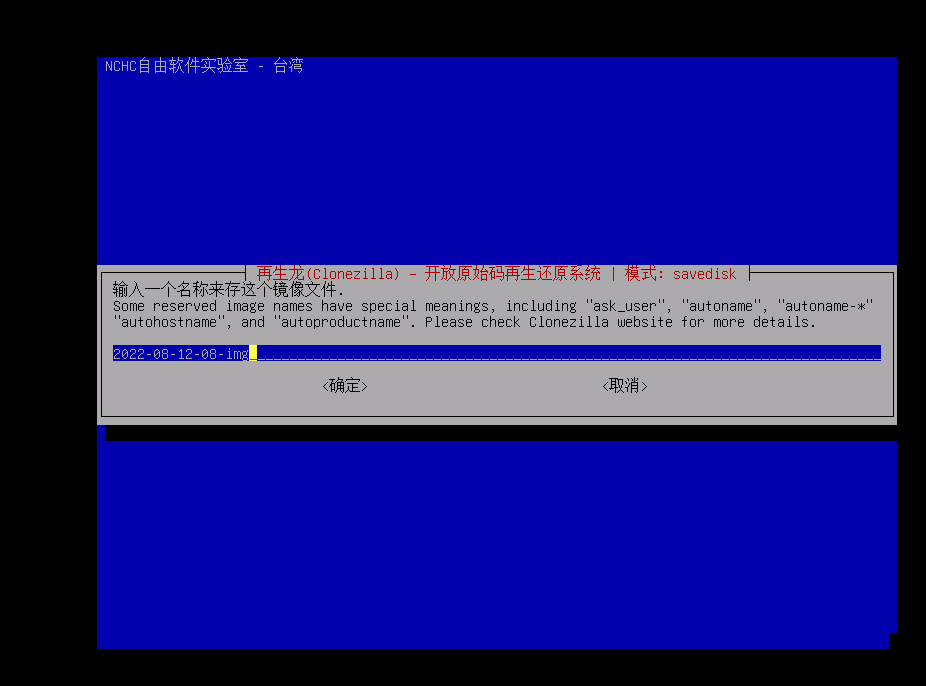 NCHC自由软件实验室 - 台湾
再生龙(Clonezilla) - 开放原始码再生还原系统 | 模式: savedisk
输入一个名称来存这个镜像文件.
Some reserved image names have special meanings, including "ask_user", "autoname", "autoname-*"
"autohostname", and "autoproductname". Please check Clonezilla website for more details.
2022-08-12-08-img
<确定> <取消>